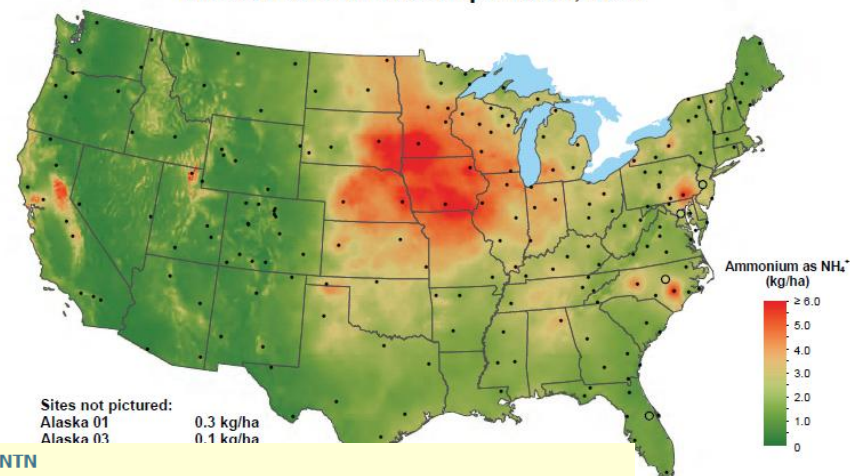 Ammonium as NH₄⁺
(kg/ha)
≥ 6.0
5.0
4.0
3.0
2.0
1.0
0
Sites not pictured:
Alaska 01 0.3 kg/ha
Alaska 03 0.1 kg/ha
NTN